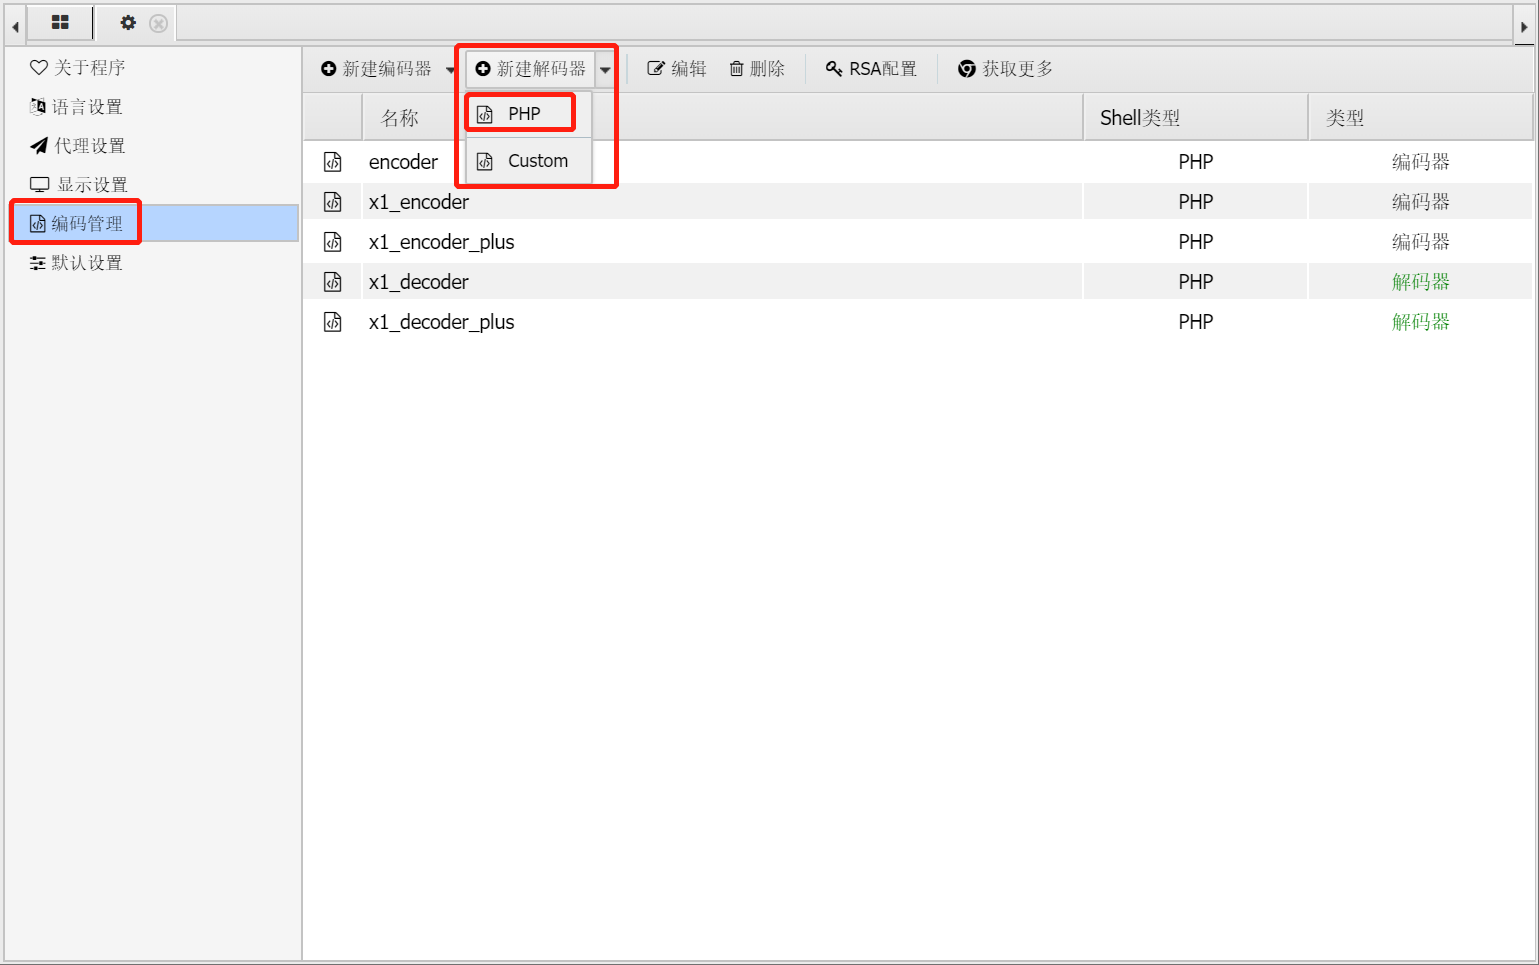 关于程序
语言设置
代理设置
显示设置
编码管理
默认设置
新建编码器 新建解码器 编辑 删除 RSA配置 获取更多
PHP
Custom
名称 Shell类型 类型
encoder PHP 编码器
x1_encoder PHP 编码器
x1_encoder_plus PHP 编码器
x1_decoder PHP 解码器
x1_decoder_plus PHP 解码器